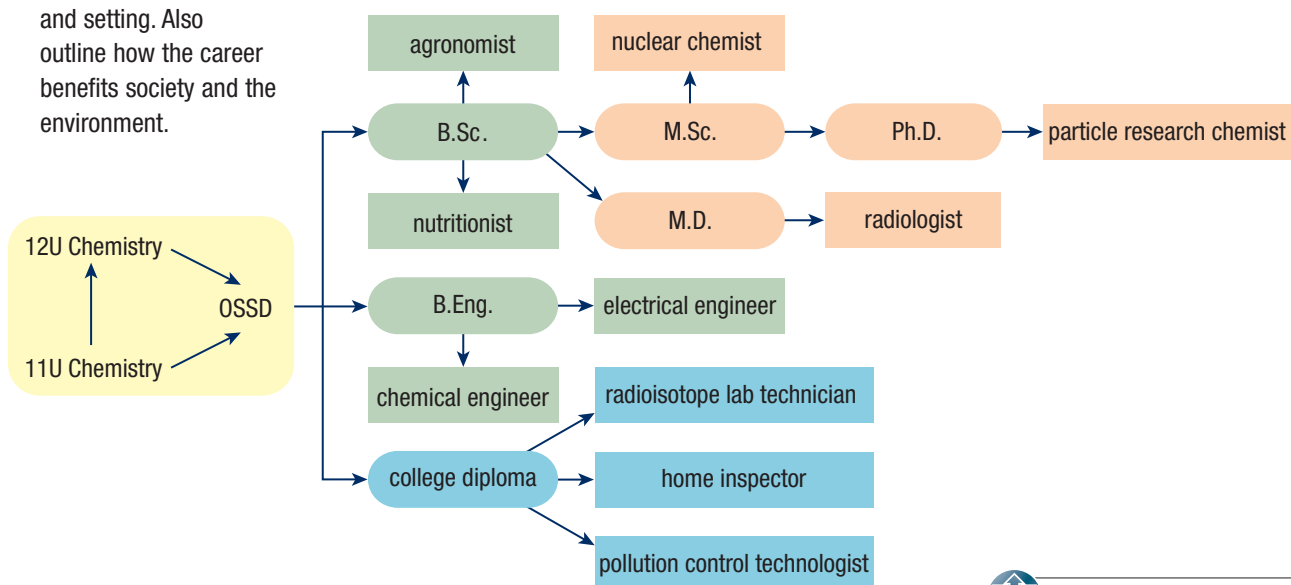 and setting. Also
outline how the career
benefits society and the
environment.
agronomist
nuclear chemist
B.Sc.
M.Sc.
Ph.D.
particle research chemist
nutritionist
M.D.
radiologist
12U Chemistry
OSSD
11U Chemistry
B.Eng.
electrical engineer
chemical engineer
radioisotope lab technician
college diploma
home inspector
pollution control technologist